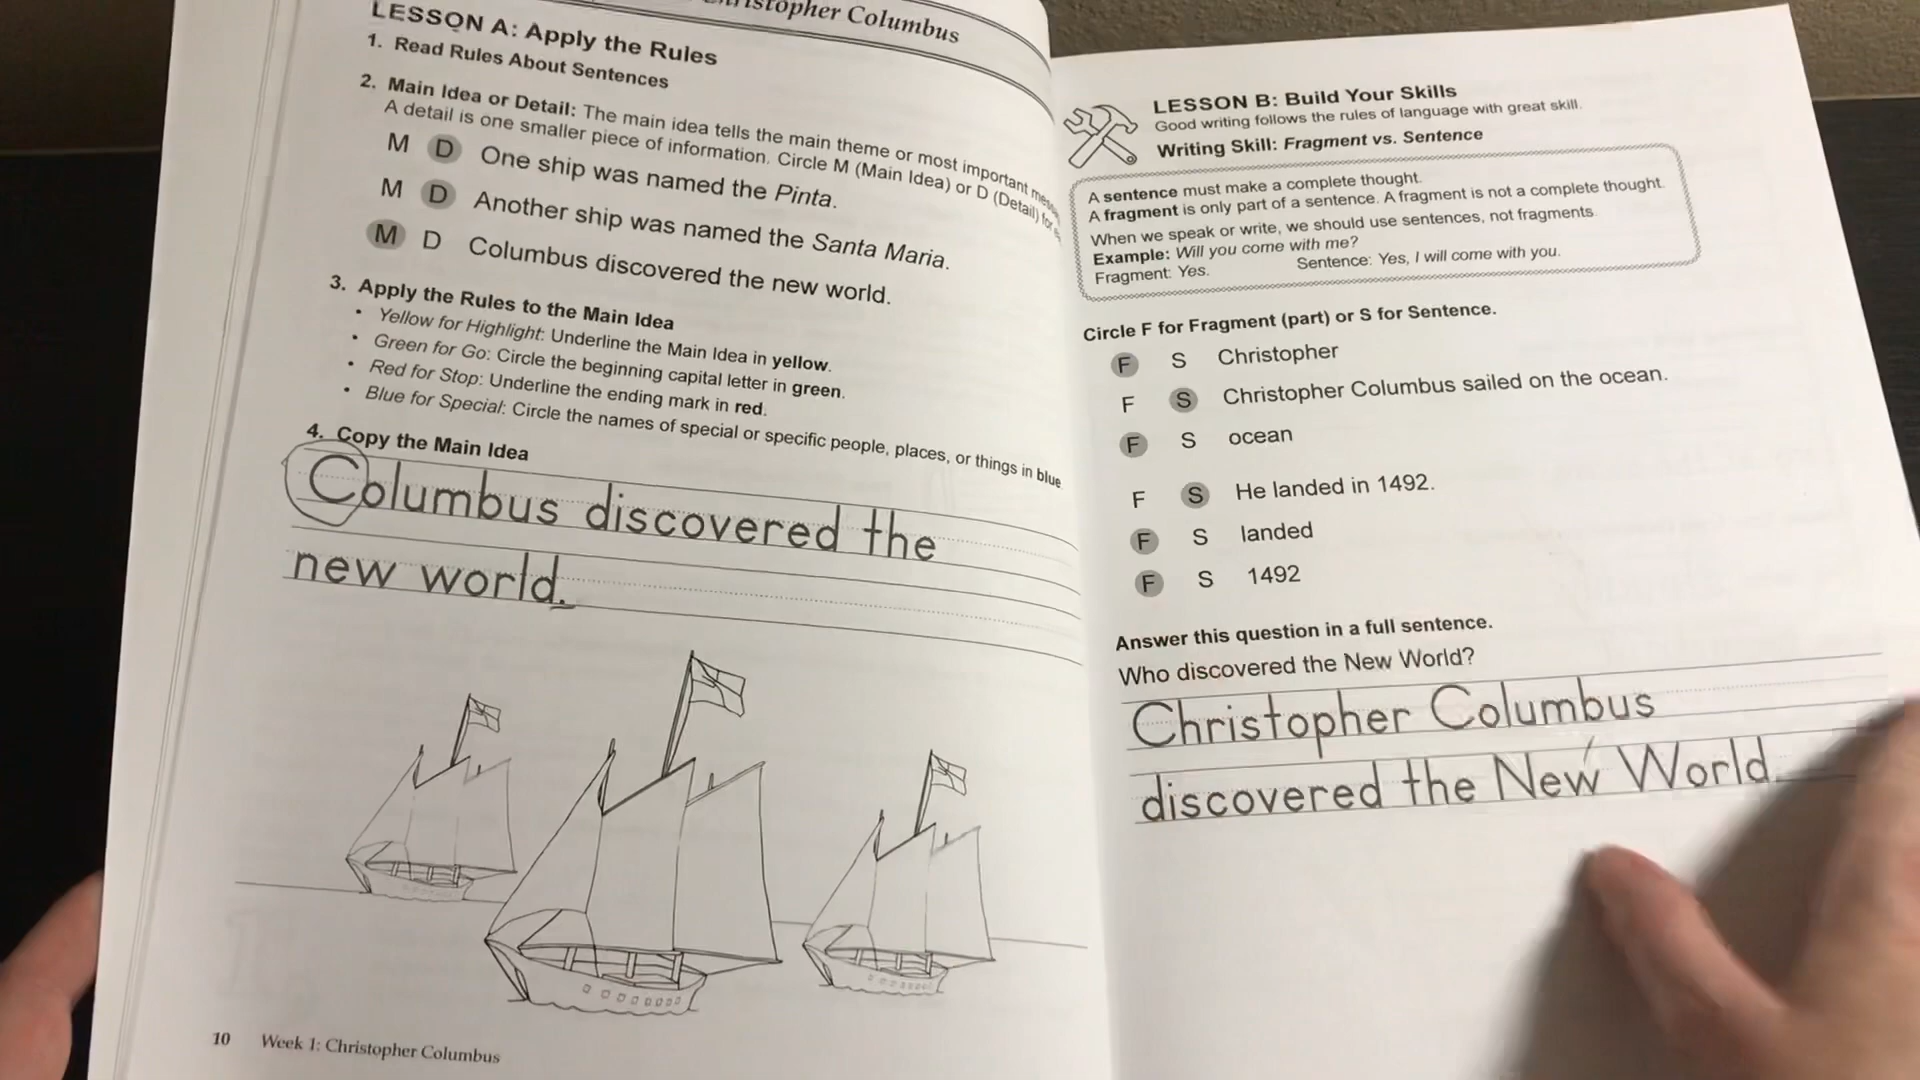 Christopher Columbus
LESSON A: Apply the Rules
1. Read Rules About Sentences
2. Main Idea or Detail: The main idea tells the main theme or most important
A detail is one smaller piece of information. Circle M (Main Idea) or D (Detail) for
M D One ship was named the Pinta.
M D Another ship was named the Santa Maria.
M D Columbus discovered the new world.
3. Apply the Rules to the Main Idea
• Yellow for Highlight: Underline the Main Idea in yellow.
• Green for Go: Circle the beginning capital letter in green.
• Red for Stop: Underline the ending mark in red.
• Blue for Special: Circle the names of special or specific people, places, or things in blue
4. Copy the Main Idea
Columbus discovered the
new world.
10 Week 1: Christopher Columbus
LESSON B: Build Your Skills
Good writing follows the rules of language with great skill.
Writing Skill: Fragment vs. Sentence
A sentence must make a complete thought.
A fragment is only part of a sentence. A fragment is not a complete thought.
When we speak or write, we should use sentences, not fragments.
Example: Will you come with me?
Fragment: Yes. Sentence: Yes, I will come with you.
Circle F for Fragment (part) or S for Sentence.
F S Christopher
F S Christopher Columbus sailed on the ocean.
F S ocean
F S He landed in 1492.
F S landed
F S 1492
Answer this question in a full sentence.
Who discovered the New World?
Christopher Columbus
discovered the New World.